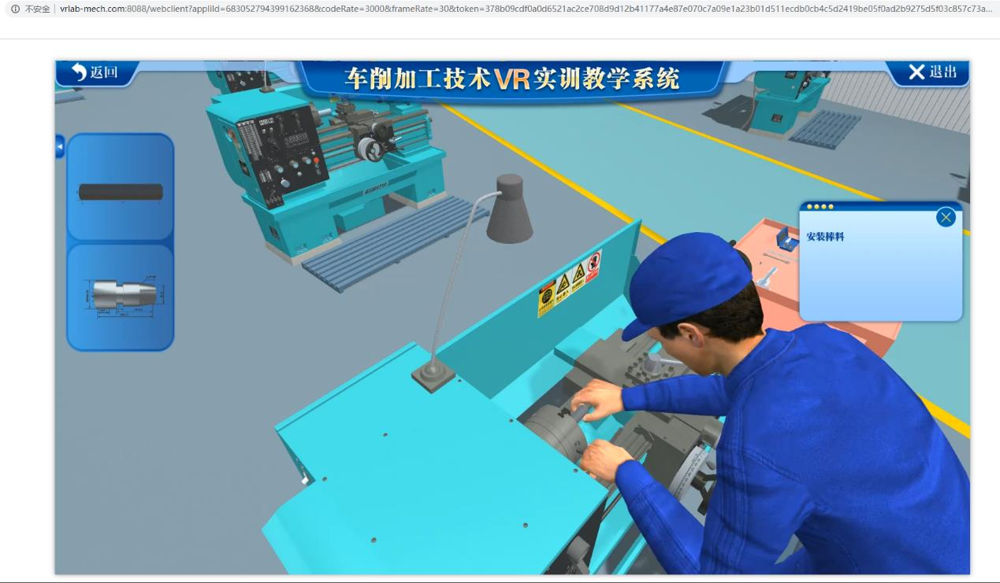 不安全 | vrlab-mech.com:8088/webclient?appliId=683052794399162368&codeRate=3000&frameRate=30&token=378b09cdf0a0d6521ac2ce708d9d12b41177a4e87e070c7a09e1a23b01d511ecdb0cb4c5d2419be05f0ad2b9275d5f03c857c73a...
返回
车削加工技术VR实训教学系统
退出
安装棒料